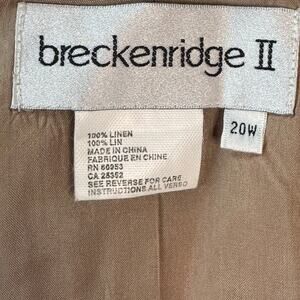 breckenridge II
20W
100% LINEN
100% LIN
MADE IN CHINA
FABRIQUE EN CHINE
RN 66953
CA 25352
SEE REVERSE FOR CARE
INSTRUCTIONS ALL VERSO